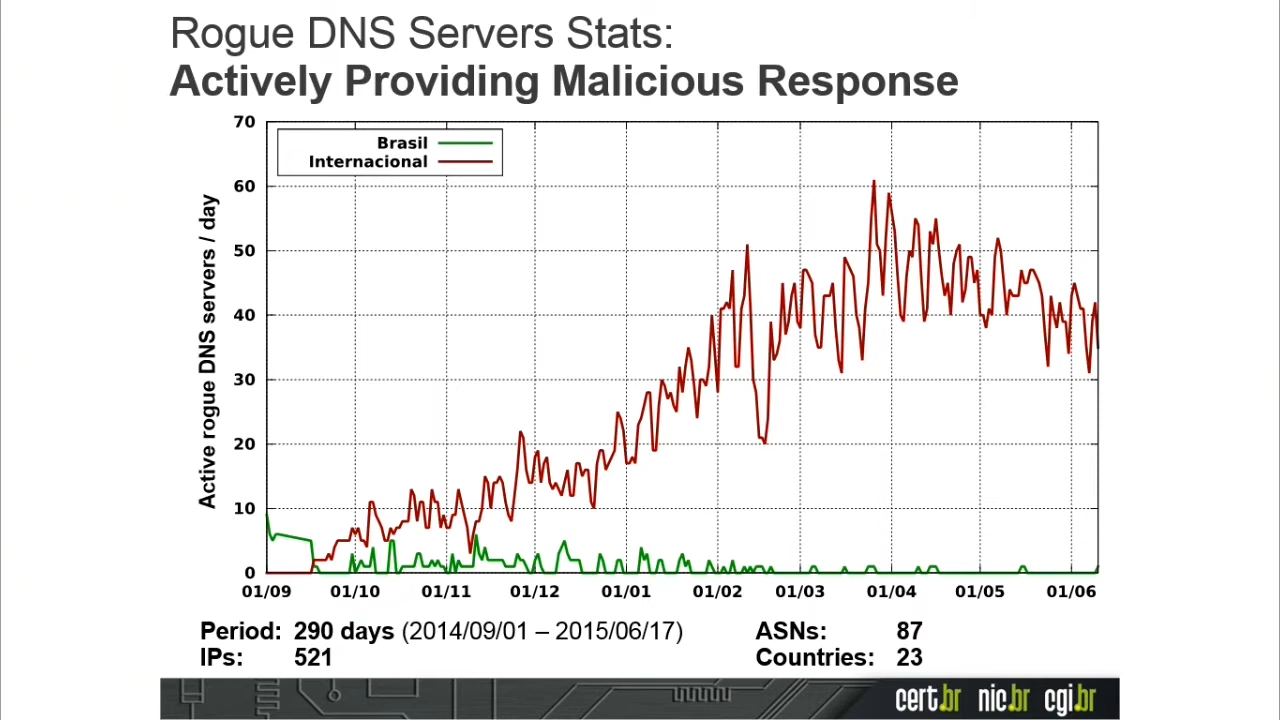 Rogue DNS Servers Stats:
Actively Providing Malicious Response
70
Brasil
Internacional
60
50
40
30
20
10
0
Active rogue DNS servers / day
01/09 01/10 01/11 01/12 01/01 01/02 01/03 01/04 01/05 01/06
Period: 290 days (2014/09/01 – 2015/06/17) ASNs: 87
IPs: 521 Countries: 23
cert.br nic.br cgi.br